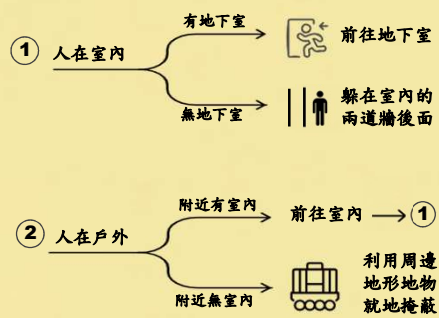 有地下室
前往地下室
① 人在室內
無地下室
躲在室內的
兩道牆後面
附近有室內
前往室內 → ①
② 人在戶外
附近無室內
利用周邊
地形地物
就地掩蔽